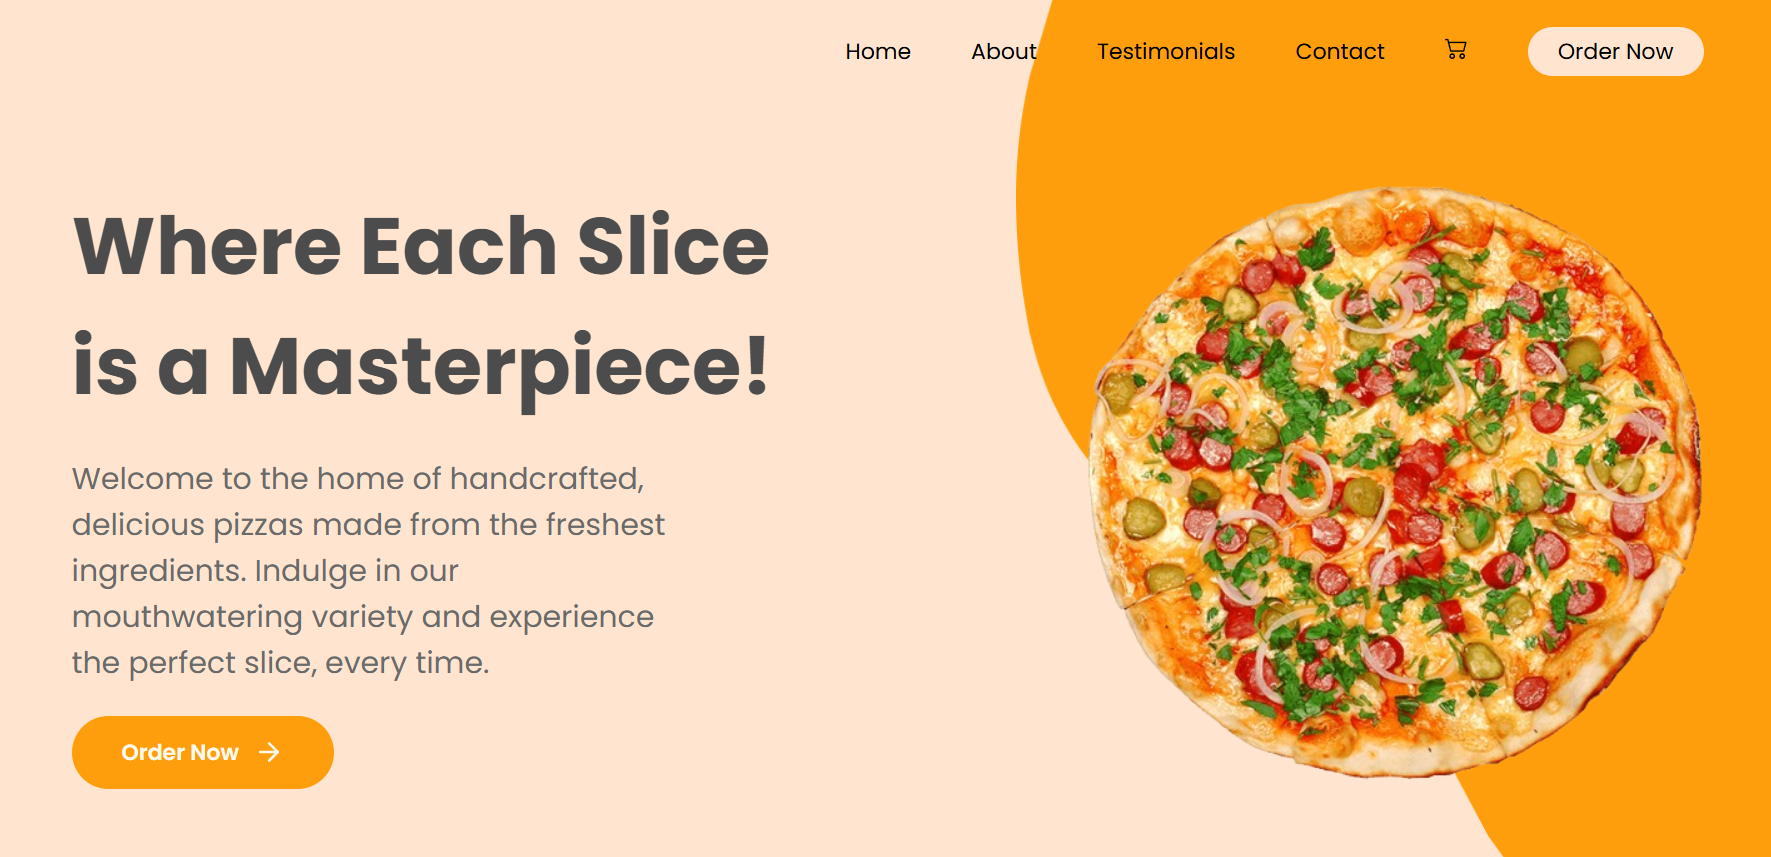 Home About Testimonials Contact Order Now
Where Each Slice
is a Masterpiece!
Welcome to the home of handcrafted,
delicious pizzas made from the freshest
ingredients. Indulge in our
mouthwatering variety and experience
the perfect slice, every time.
Order Now